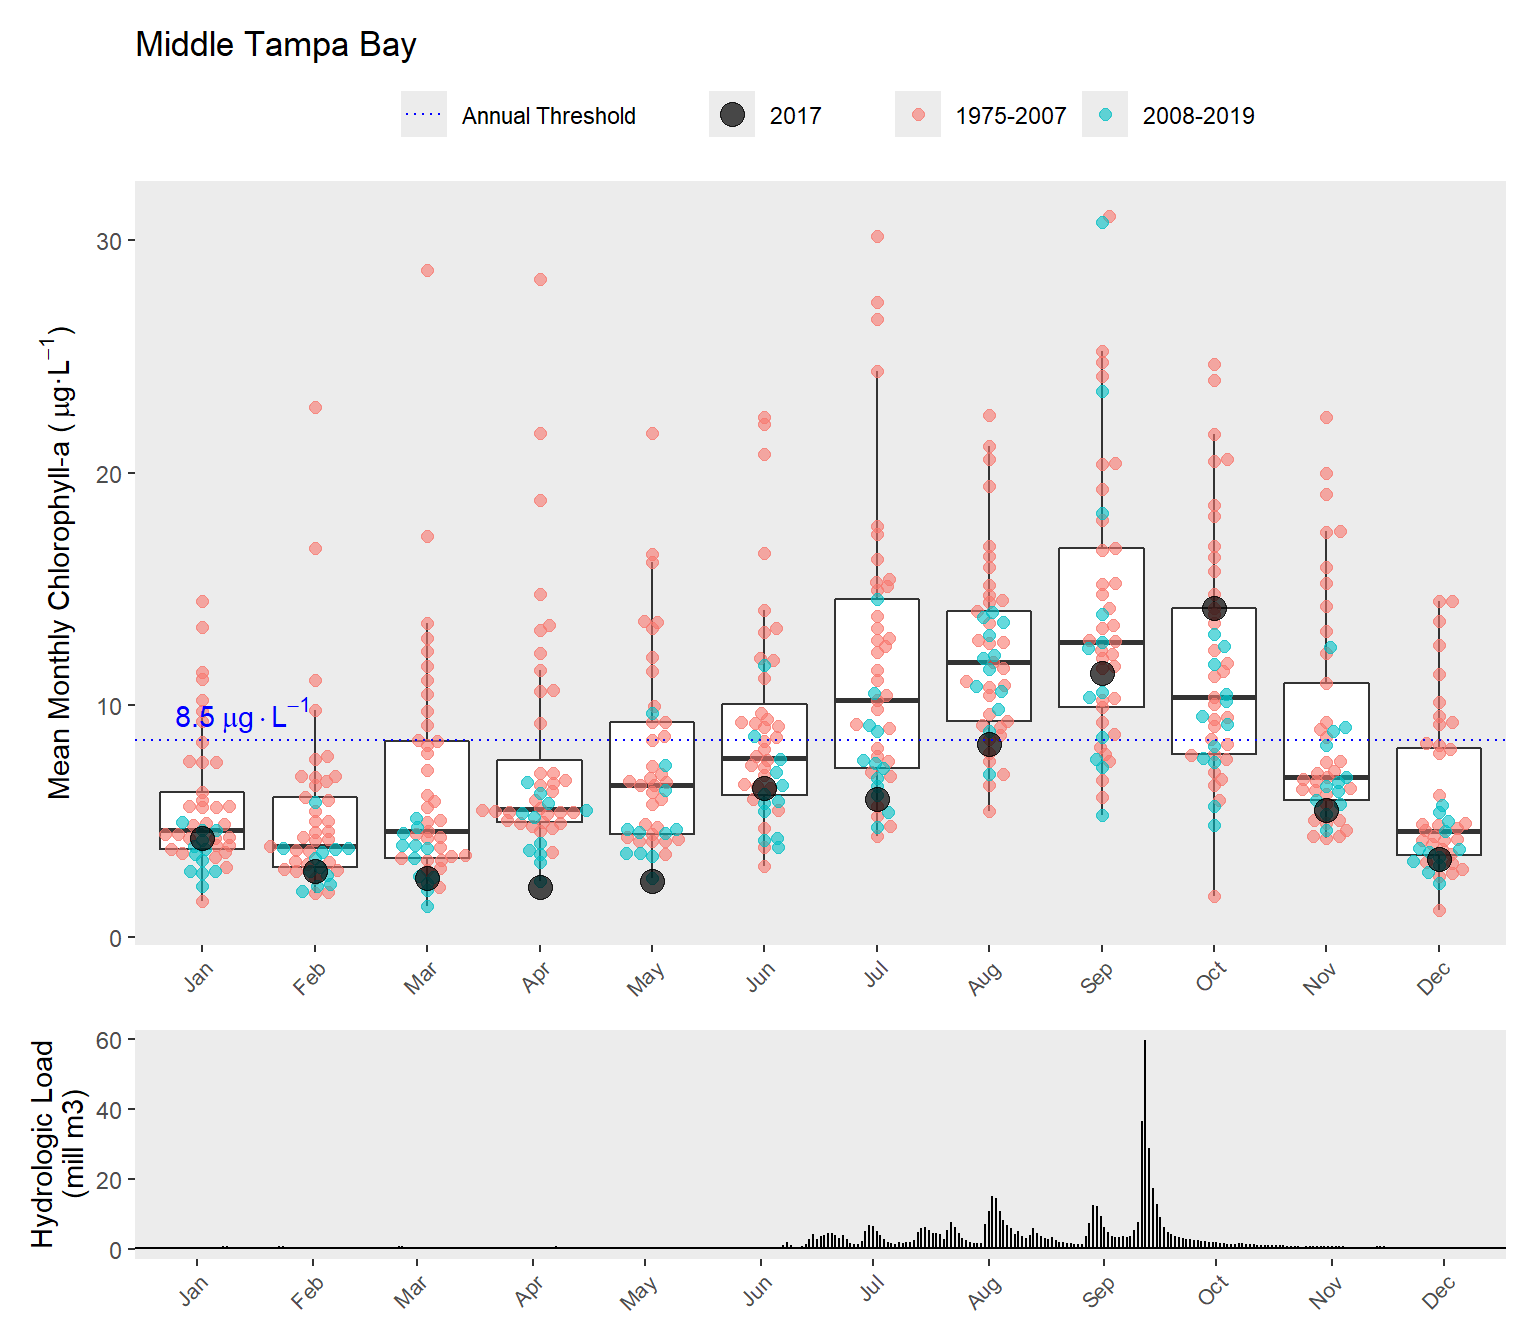 Middle Tampa Bay
Annual Threshold 2017 1975-2007 2008-2019
Mean Monthly Chlorophyll-a ( μg·L⁻¹)
30
20
10
0
8.5 μg·L⁻¹
Jan Feb Mar Apr May Jun Jul Aug Sep Oct Nov Dec
Hydrologic Load
(mill m3)
60
40
20
0
Jan Feb Mar Apr May Jun Jul Aug Sep Oct Nov Dec